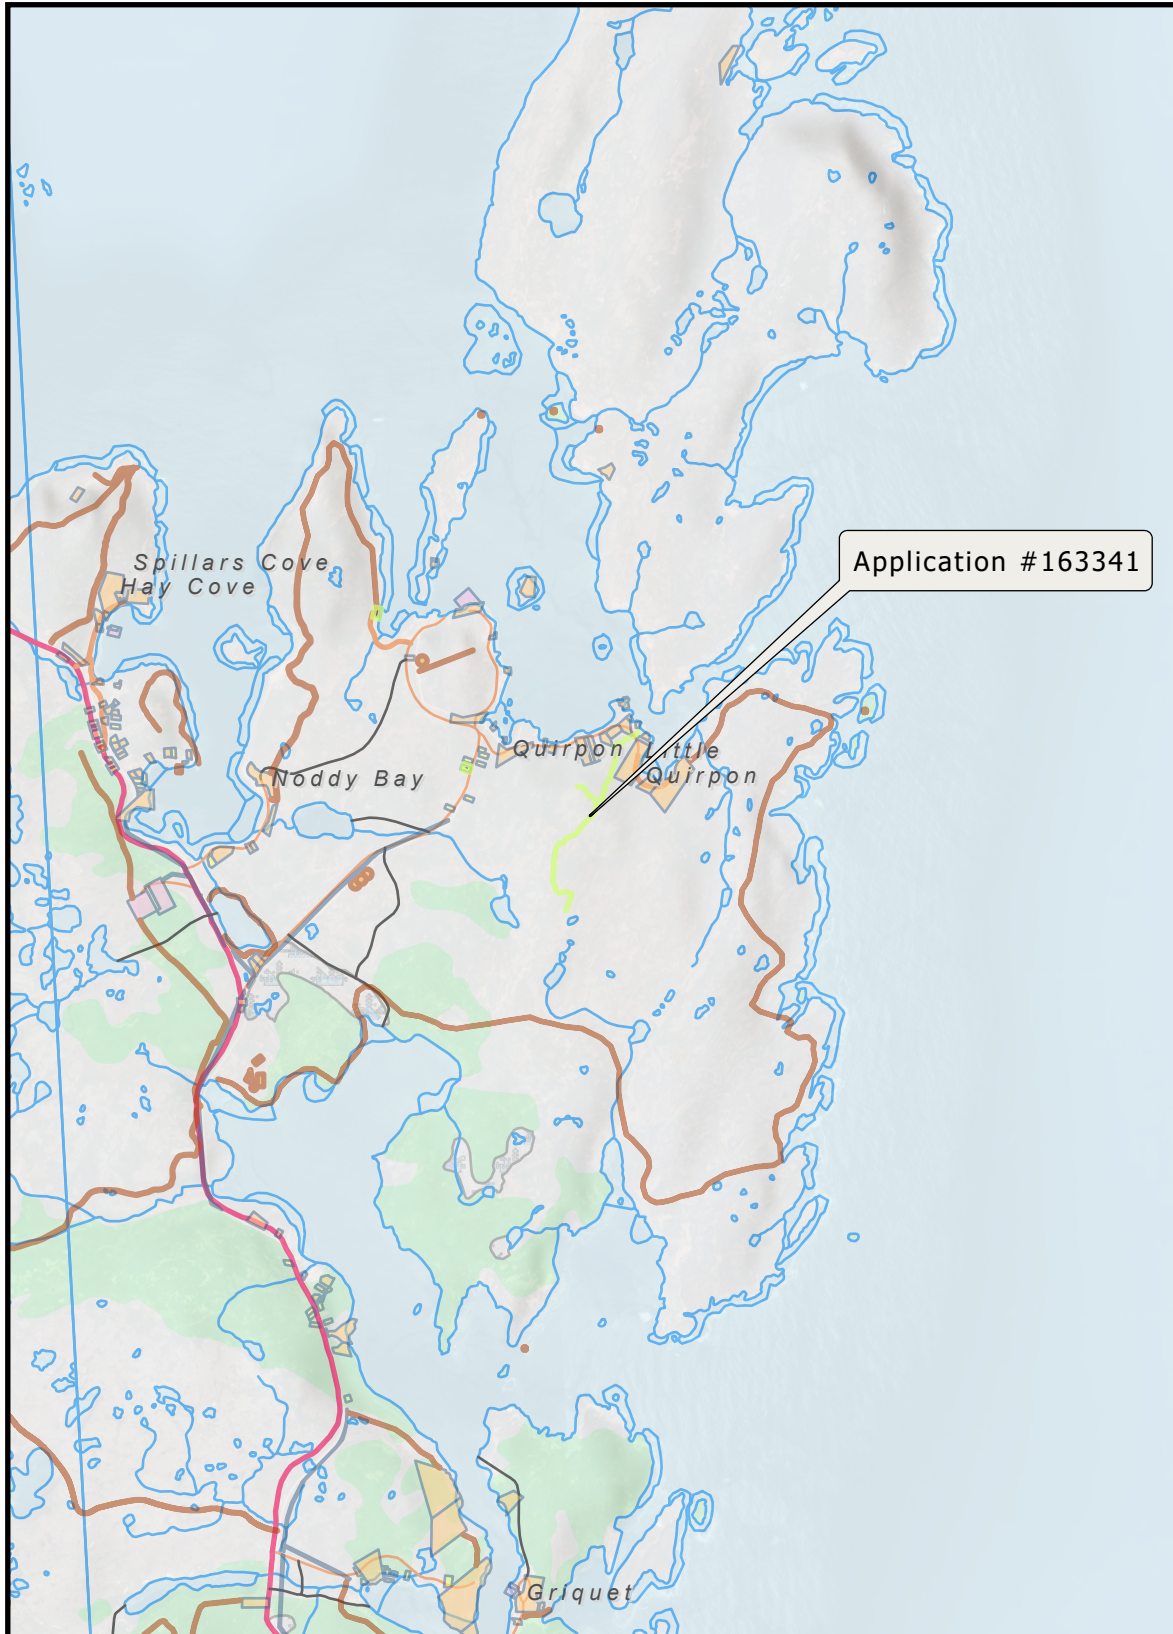 Application #163341
Spillars Cove
Hay Cove
Quirpon
Little
Quirpon
Noddy Bay
Griquet